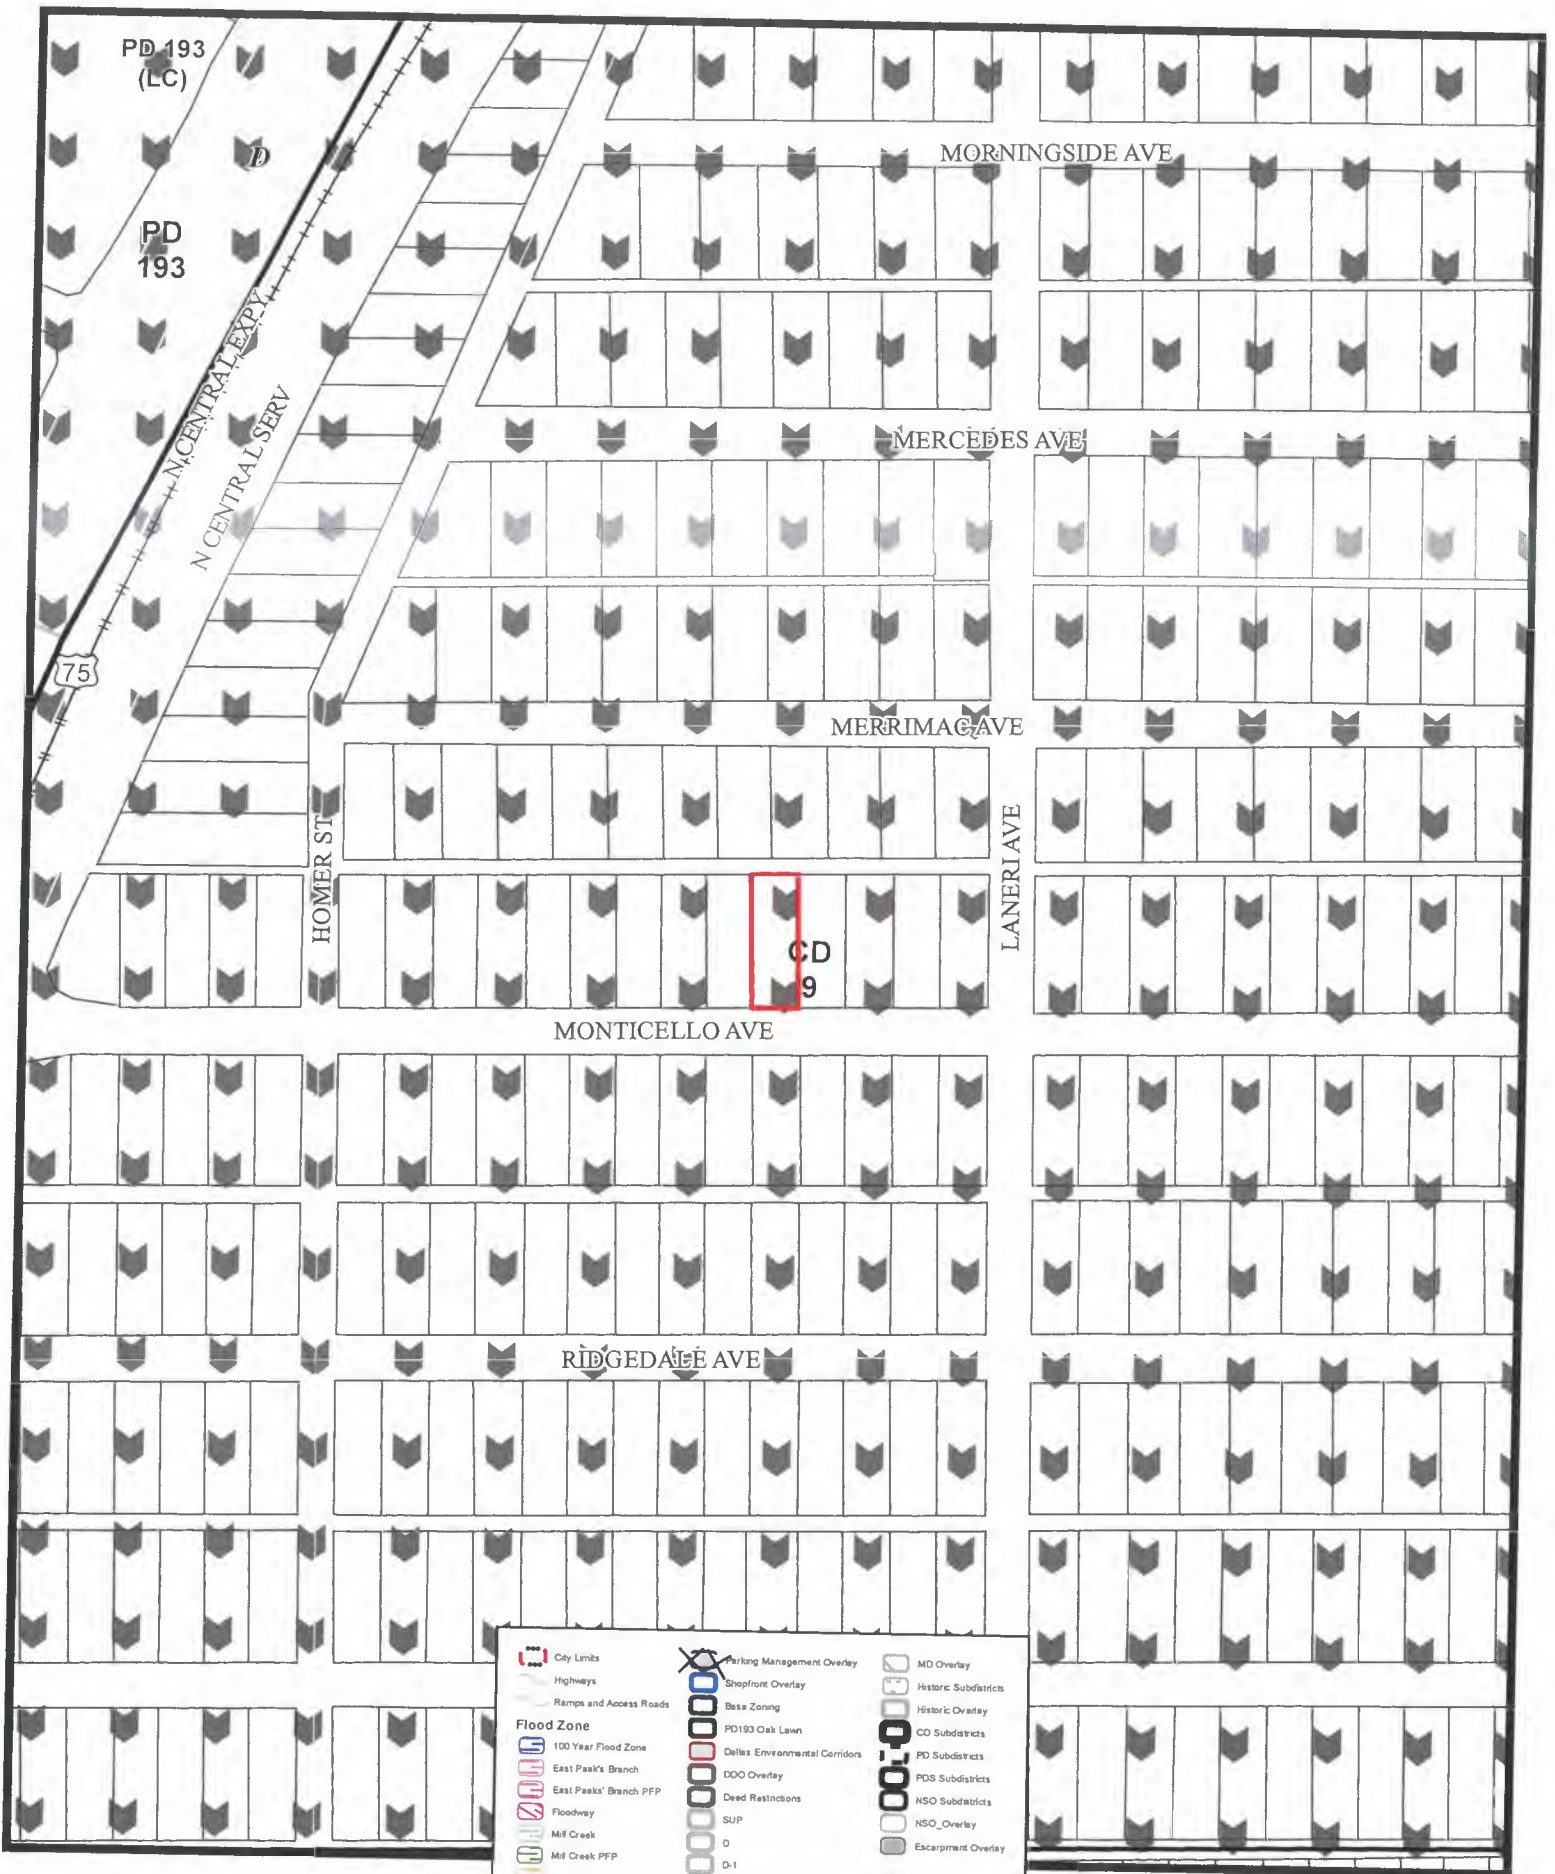 PD 193
(LC)
D
PD
193
N CENTRAL EXPY
N CENTRAL SERV
75
MORNINGSIDE AVE
MERCEDES AVE
MERRIMAC AVE
HOMER ST
LANERI AVE
CD
9
MONTICELLO AVE
RIDGEDALE AVE
City Limits
Highways
Ramps and Access Roads
Flood Zone
100 Year Flood Zone
East Peak's Branch
East Peaks' Branch PFP
Floodway
Mill Creek
Mill Creek PFP
Parking Management Overlay
Shopfront Overlay
Base Zoning
PD193 Oak Lawn
Dallas Environmental Corridors
DDO Overlay
Deed Restrictions
SUP
D
D-1
MD Overlay
Historic Subdistricts
Historic Overlay
CD Subdistricts
PD Subdistricts
PDS Subdistricts
NSO Subdistricts
NSO_Overlay
Escarpment Overlay